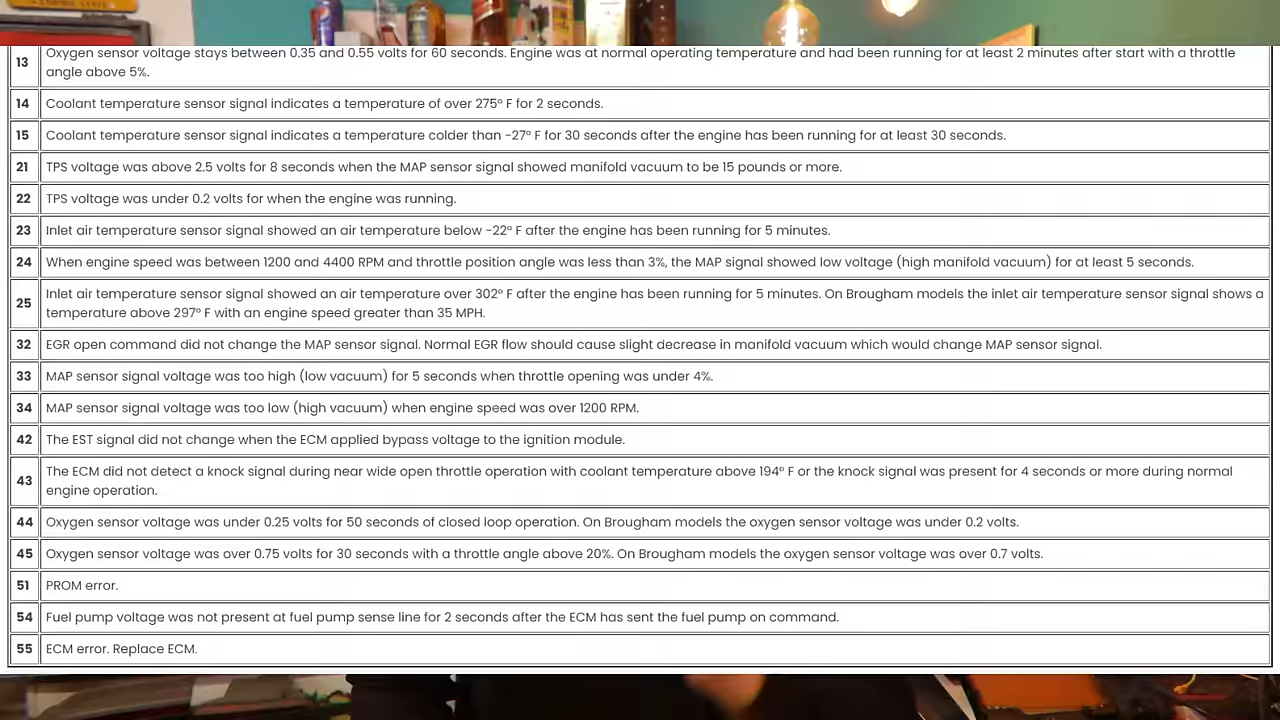 13
Oxygen sensor voltage stays between 0.35 and 0.55 volts for 60 seconds. Engine was at normal operating temperature and had been running for at least 2 minutes after start with a throttle
angle above 5%.
14
Coolant temperature sensor signal indicates a temperature of over 275º F for 2 seconds.
15
Coolant temperature sensor signal indicates a temperature colder than -27º F for 30 seconds after the engine has been running for at least 30 seconds.
21
TPS voltage was above 2.5 volts for 8 seconds when the MAP sensor signal showed manifold vacuum to be 15 pounds or more.
22
TPS voltage was under 0.2 volts for when the engine was running.
23
Inlet air temperature sensor signal showed an air temperature below -22º F after the engine has been running for 5 minutes.
24
When engine speed was between 1200 and 4400 RPM and throttle position angle was less than 3%, the MAP signal showed low voltage (high manifold vacuum) for at least 5 seconds.
25
Inlet air temperature sensor signal showed an air temperature over 302º F after the engine has been running for 5 minutes. On Brougham models the inlet air temperature sensor signal shows a
temperature above 297º F with an engine speed greater than 35 MPH.
32
EGR open command did not change the MAP sensor signal. Normal EGR flow should cause slight decrease in manifold vacuum which would change MAP sensor signal.
33
MAP sensor signal voltage was too high (low vacuum) for 5 seconds when throttle opening was under 4%.
34
MAP sensor signal voltage was too low (high vacuum) when engine speed was over 1200 RPM.
42
The EST signal did not change when the ECM applied bypass voltage to the ignition module.
43
The ECM did not detect a knock signal during near wide open throttle operation with coolant temperature above 194º F or the knock signal was present for 4 seconds or more during normal
engine operation.
44
Oxygen sensor voltage was under 0.25 volts for 50 seconds of closed loop operation. On Brougham models the oxygen sensor voltage was under 0.2 volts.
45
Oxygen sensor voltage was over 0.75 volts for 30 seconds with a throttle angle above 20%. On Brougham models the oxygen sensor voltage was over 0.7 volts.
51
PROM error.
54
Fuel pump voltage was not present at fuel pump sense line for 2 seconds after the ECM has sent the fuel pump on command.
55
ECM error. Replace ECM.